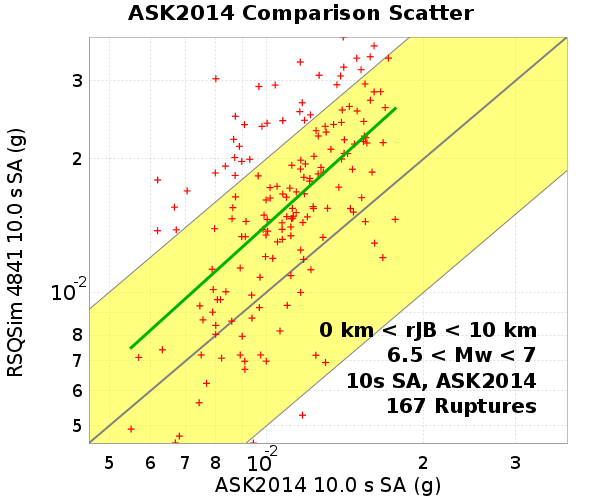 ASK2014 Comparison Scatter
RSQSim 4841 10.0 s SA (g)
3
2
10-2
8
7
6
5
0 km < rJB < 10 km
6.5 < Mw < 7
10s SA, ASK2014
167 Ruptures
5 6 7 8 10-2 2 3
ASK2014 10.0 s SA (g)